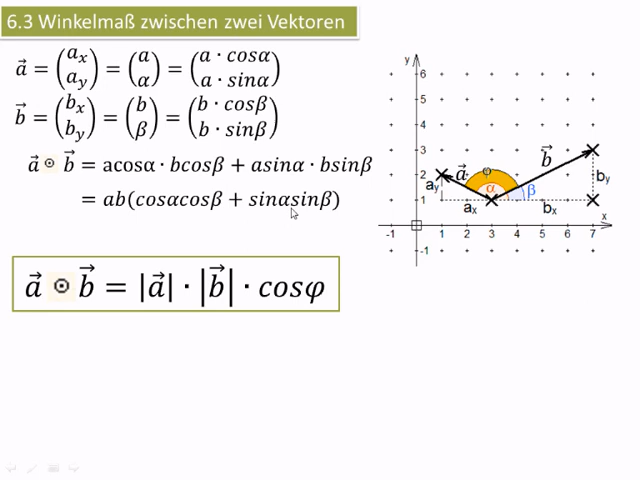 6.3 Winkelmaß zwischen zwei Vektoren
a⃗ = (aₓ a_y) = (a α) = (a · cosα a · sinα)
b⃗ = (bₓ b_y) = (b β) = (b · cosβ b · sinβ)
a⃗ ⊙ b⃗ = acosα · bcosβ + asinα · bsinβ
= ab(cosαcosβ + sinαsinβ)
a⃗ ⊙ b⃗ = |a⃗| · |b⃗| · cosφ
y
6
5
4
3
2
1
-1
-1 1 2 3 4 5 6 7
x
a⃗ φ b⃗
a_y α β b_y
aₓ bₓ